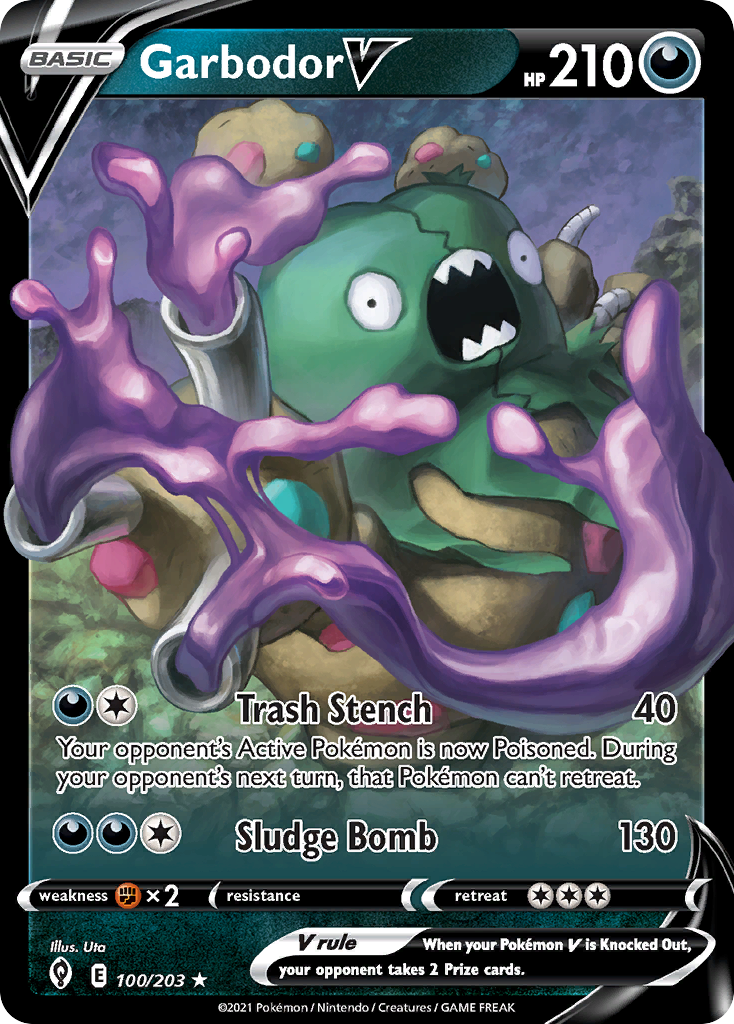 BASIC
Garbodor V
HP 210
Trash Stench 40
Your opponent's Active Pokémon is now Poisoned. During
your opponent's next turn, that Pokémon can't retreat.
Sludge Bomb 130
weakness ×2 resistance retreat
Illus. Uta
V rule When your Pokémon V is Knocked Out,
your opponent takes 2 Prize cards.
E 100/203 ★
©2021 Pokémon / Nintendo / Creatures / GAME FREAK